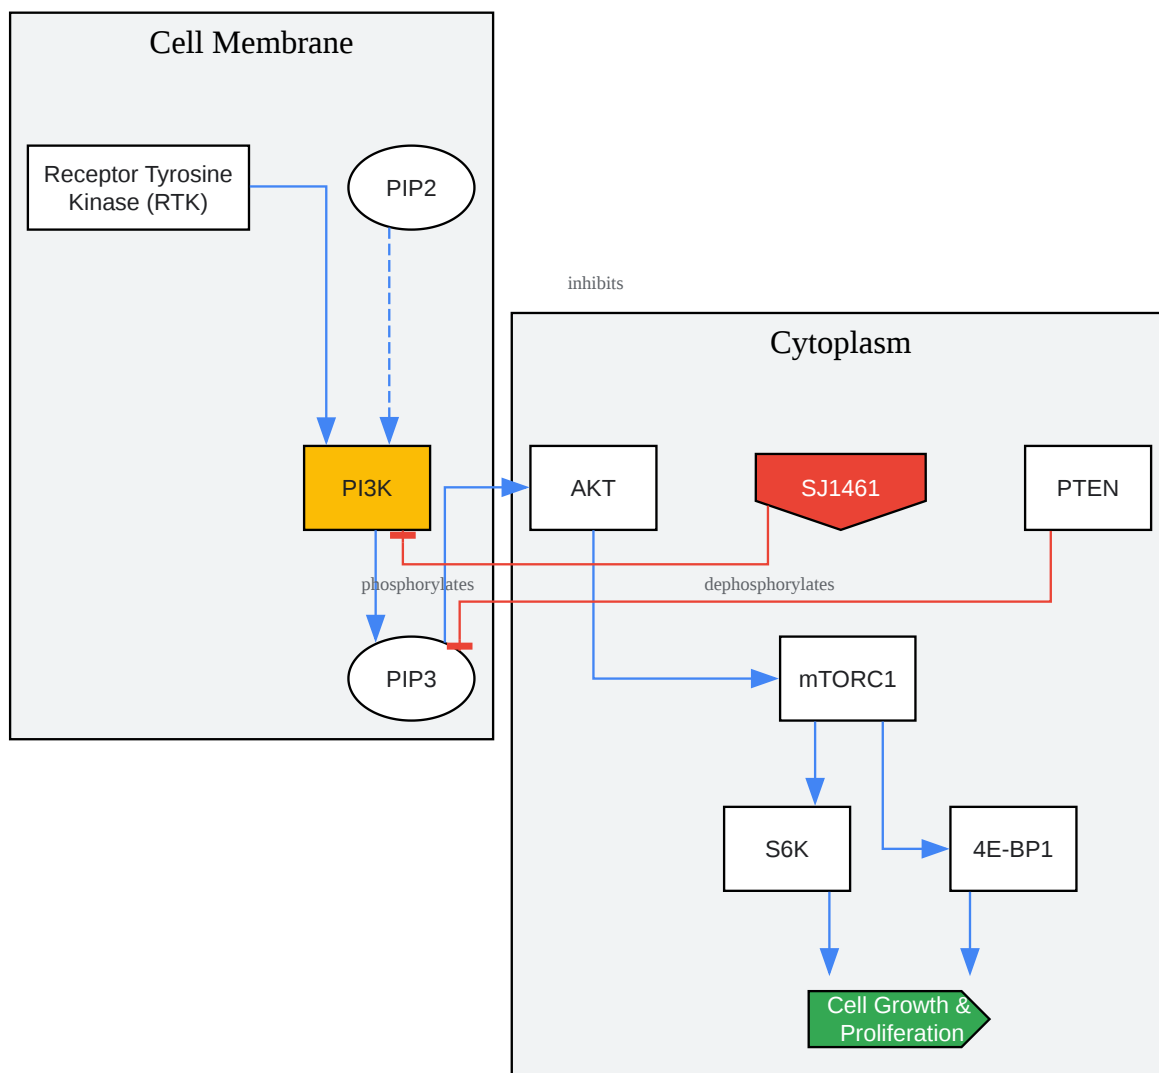 Cell Membrane
Receptor Tyrosine
Kinase (RTK)
PIP2
inhibits
Cytoplasm
PI3K
AKT
SJ1461
PTEN
phosphorylates
dephosphorylates
PIP3
mTORC1
S6K
4E-BP1
Cell Growth &
Proliferation